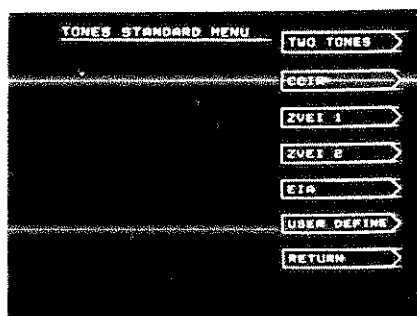 TONES STANDARD MENU
TWO TONES
CCIR
ZVEI 1
ZVEI 2
EIA
USER DEFINE
RETURN